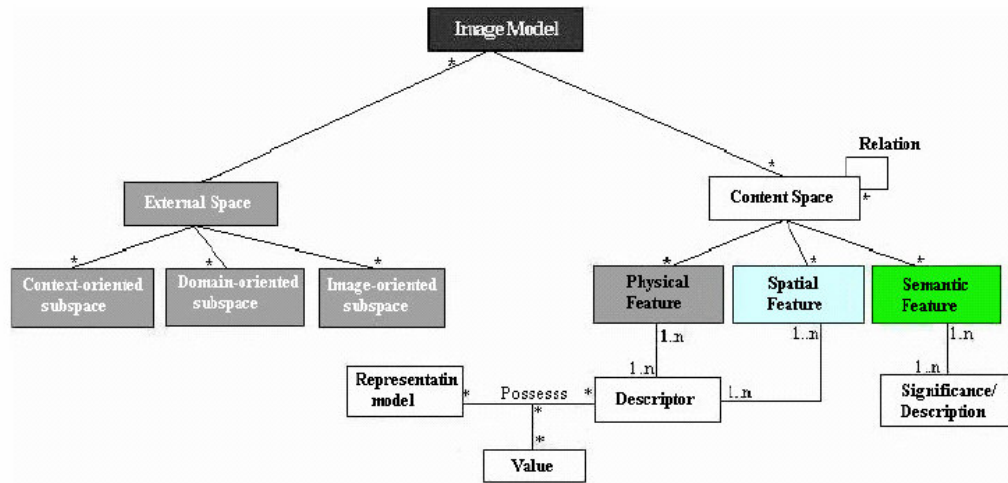 Image Model
*
*
Relation
External Space
Content Space
*
*
*
*
*
*
*
Context-oriented
subspace
Domain-oriented
subspace
Image-oriented
subspace
Physical
Feature
Spatial
Feature
Semantic
Feature
1..n
1..n
1..n
1..n
1..n
1..n
Representatin
model
*
Possesss
*
*
*
Descriptor
Significance/
Description
Value